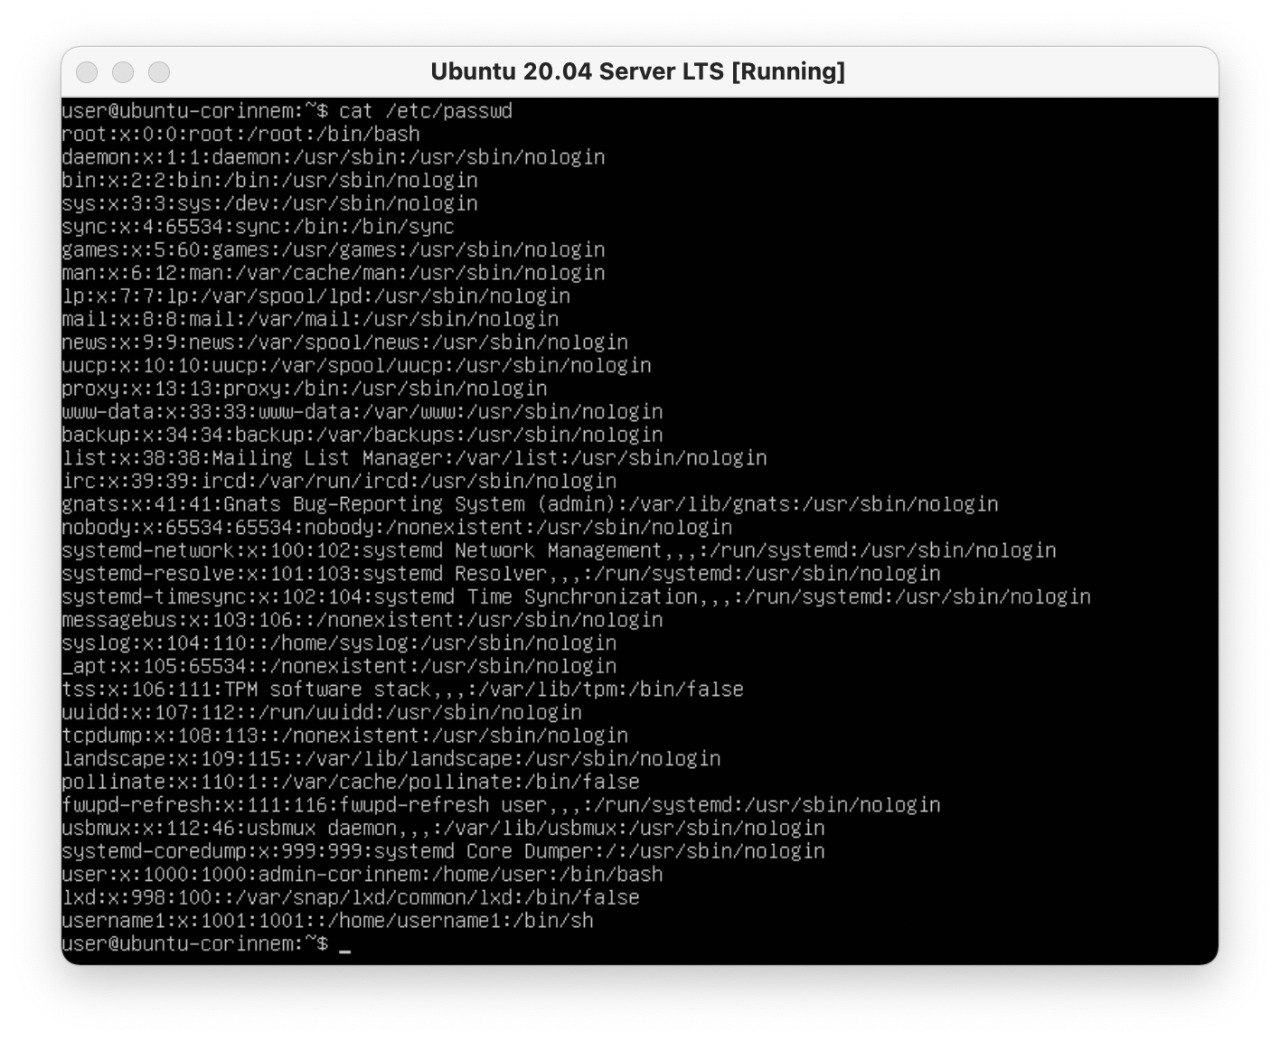 Ubuntu 20.04 Server LTS [Running]
user@ubuntu-corinnem:~$ cat /etc/passwd
root:x:0:0:root:/root:/bin/bash
daemon:x:1:1:daemon:/usr/sbin:/usr/sbin/nologin
bin:x:2:2:bin:/bin:/usr/sbin/nologin
sys:x:3:3:sys:/dev:/usr/sbin/nologin
sync:x:4:65534:sync:/bin:/bin/sync
games:x:5:60:games:/usr/games:/usr/sbin/nologin
man:x:6:12:man:/var/cache/man:/usr/sbin/nologin
lp:x:7:7:lp:/var/spool/lpd:/usr/sbin/nologin
mail:x:8:8:mail:/var/mail:/usr/sbin/nologin
news:x:9:9:news:/var/spool/news:/usr/sbin/nologin
uucp:x:10:10:uucp:/var/spool/uucp:/usr/sbin/nologin
proxy:x:13:13:proxy:/bin:/usr/sbin/nologin
www-data:x:33:33:www-data:/var/www:/usr/sbin/nologin
backup:x:34:34:backup:/var/backups:/usr/sbin/nologin
list:x:38:38:Mailing List Manager:/var/list:/usr/sbin/nologin
irc:x:39:39:ircd:/var/run/ircd:/usr/sbin/nologin
gnats:x:41:41:Gnats Bug-Reporting System (admin):/var/lib/gnats:/usr/sbin/nologin
nobody:x:65534:65534:nobody:/nonexistent:/usr/sbin/nologin
systemd-network:x:100:102:systemd Network Management,,,:/run/systemd:/usr/sbin/nologin
systemd-resolve:x:101:103:systemd Resolver,,,:/run/systemd:/usr/sbin/nologin
systemd-timesync:x:102:104:systemd Time Synchronization,,,:/run/systemd:/usr/sbin/nologin
messagebus:x:103:106::/nonexistent:/usr/sbin/nologin
syslog:x:104:110::/home/syslog:/usr/sbin/nologin
_apt:x:105:65534::/nonexistent:/usr/sbin/nologin
tss:x:106:111:TPM software stack,,,:/var/lib/tpm:/bin/false
uuidd:x:107:112::/run/uuidd:/usr/sbin/nologin
tcpdump:x:108:113::/nonexistent:/usr/sbin/nologin
landscape:x:109:115::/var/lib/landscape:/usr/sbin/nologin
pollinate:x:110:1::/var/cache/pollinate:/bin/false
fwupd-refresh:x:111:116:fwupd-refresh user,,,:/run/systemd:/usr/sbin/nologin
usbmux:x:112:46:usbmux daemon,,,:/var/lib/usbmux:/usr/sbin/nologin
systemd-coredump:x:999:999:systemd Core Dumper:/:/usr/sbin/nologin
user:x:1000:1000:admin-corinnem:/home/user:/bin/bash
lxd:x:998:100::/var/snap/lxd/common/lxd:/bin/false
username1:x:1001:1001::/home/username1:/bin/sh
user@ubuntu-corinnem:~$ _